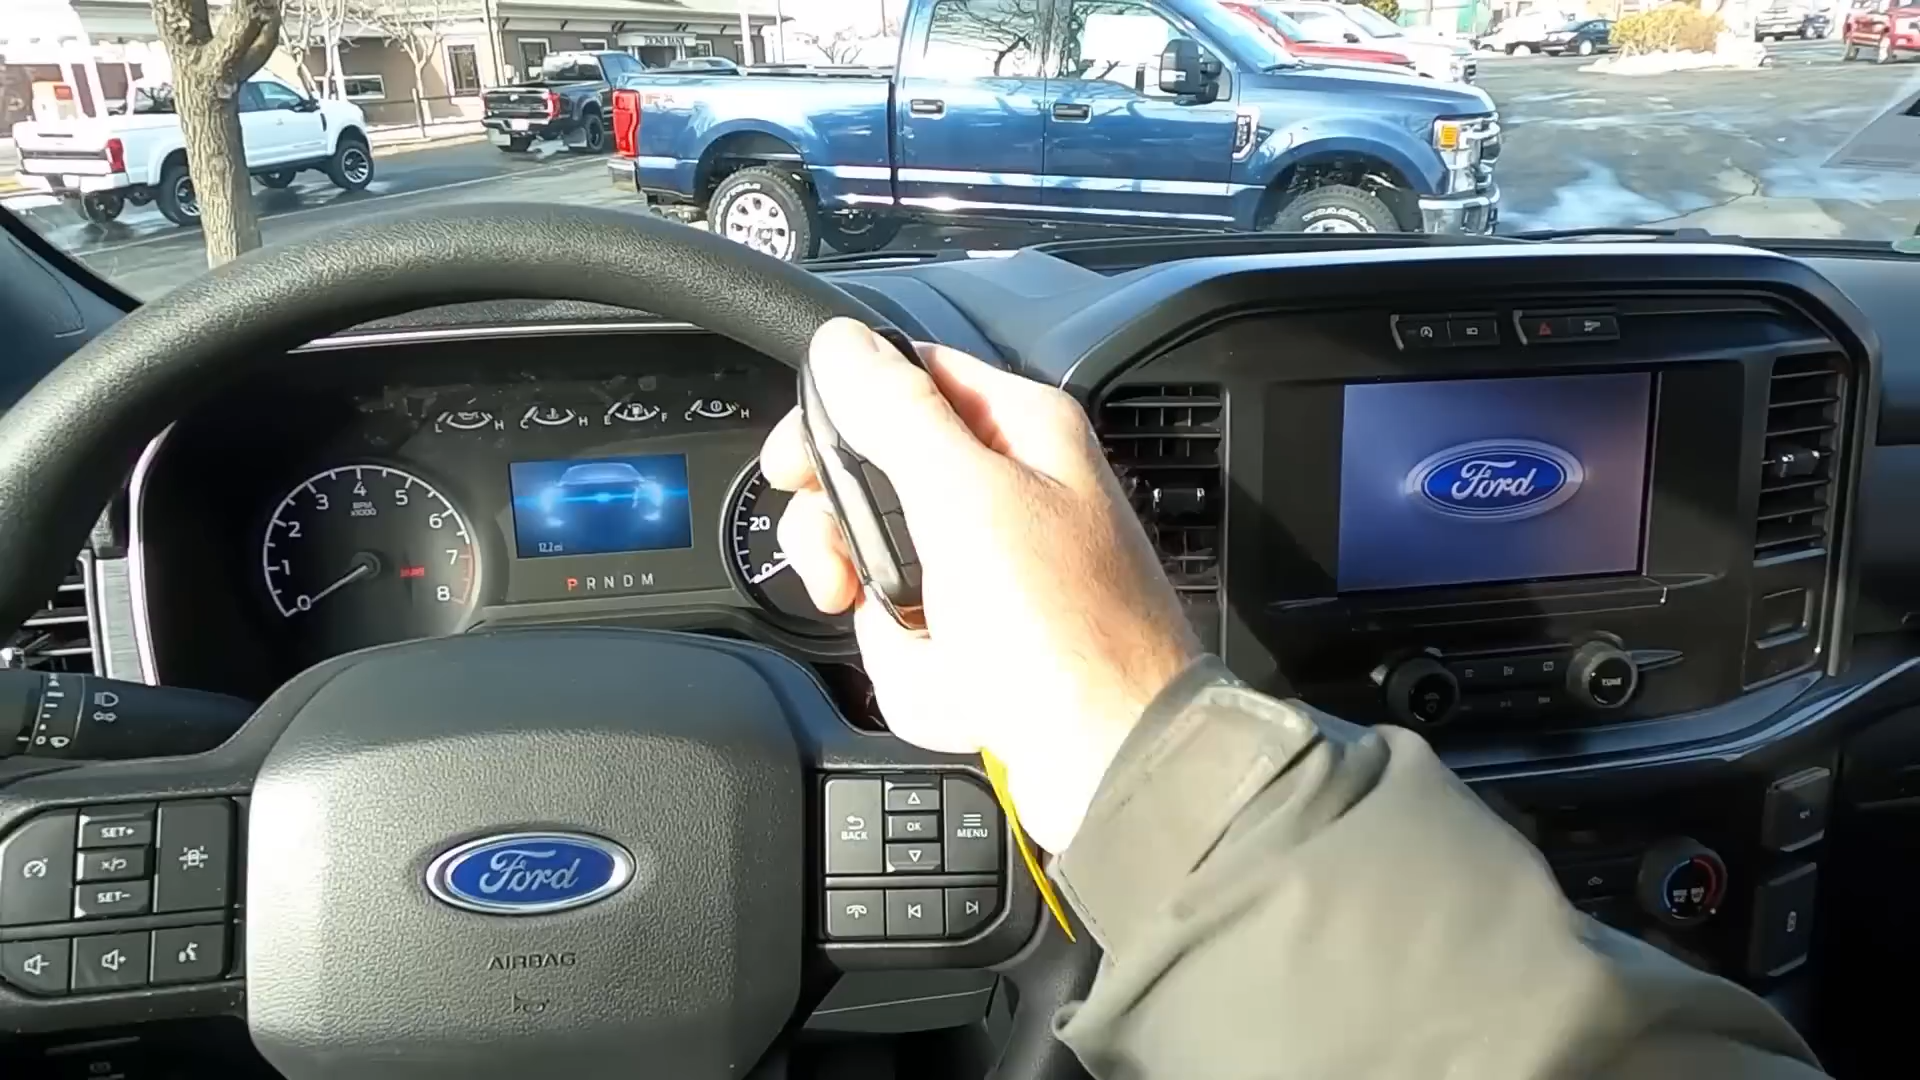 L H C H E F C H
0 1 2 3 4 5 6 7 8
RPM
X1000
12.2 mi
P R N D M
0 20
Ford
TUNE
SET+
SET-
BACK
OK
MENU
Ford
AIRBAG